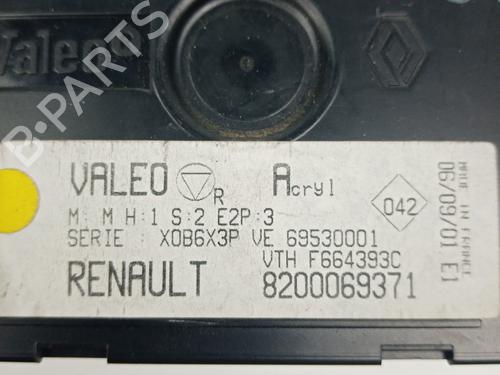 Valeo
VALEO R Acryl
M: M H:1 S:2 E2P:3
SERIE : X0B6X3P VE 69530001
VTH F664393C
RENAULT 8200069371
042
MADE IN FRANCE
06/09/01 E1
B-PARTS